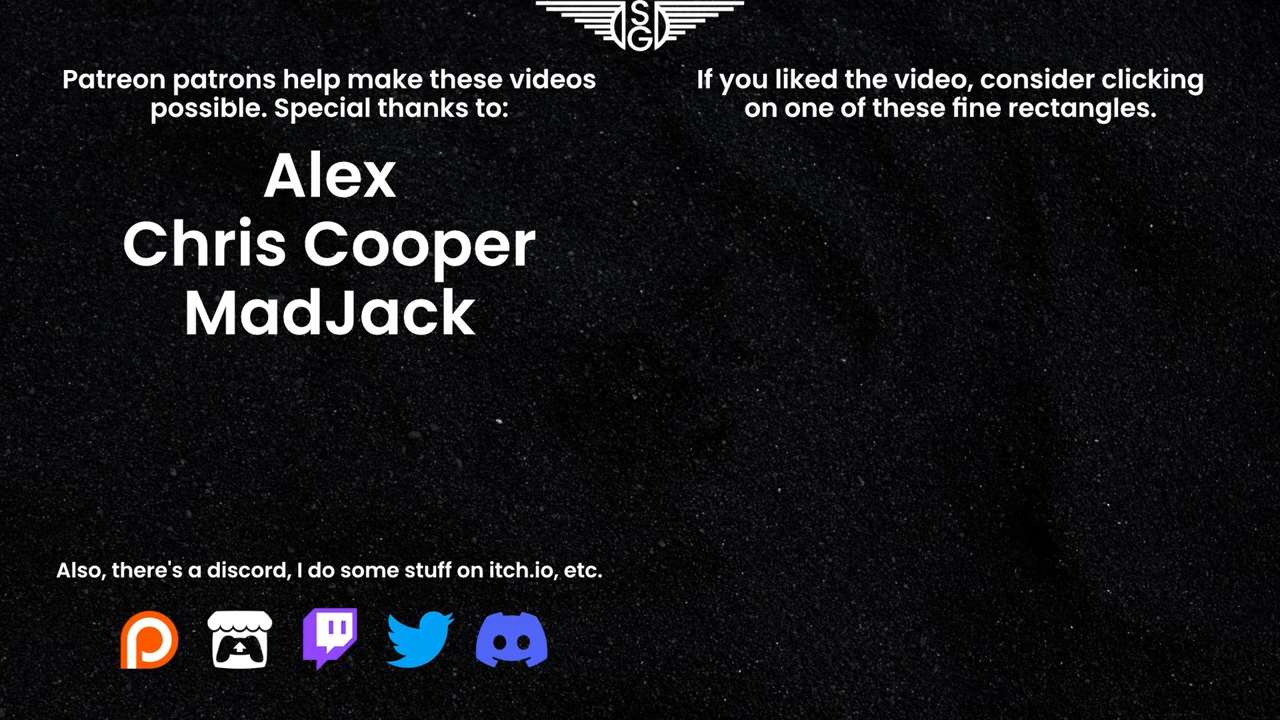 SG
Patreon patrons help make these videos
possible. Special thanks to:
Alex
Chris Cooper
MadJack
Also, there's a discord, I do some stuff on itch.io, etc.
If you liked the video, consider clicking
on one of these fine rectangles.